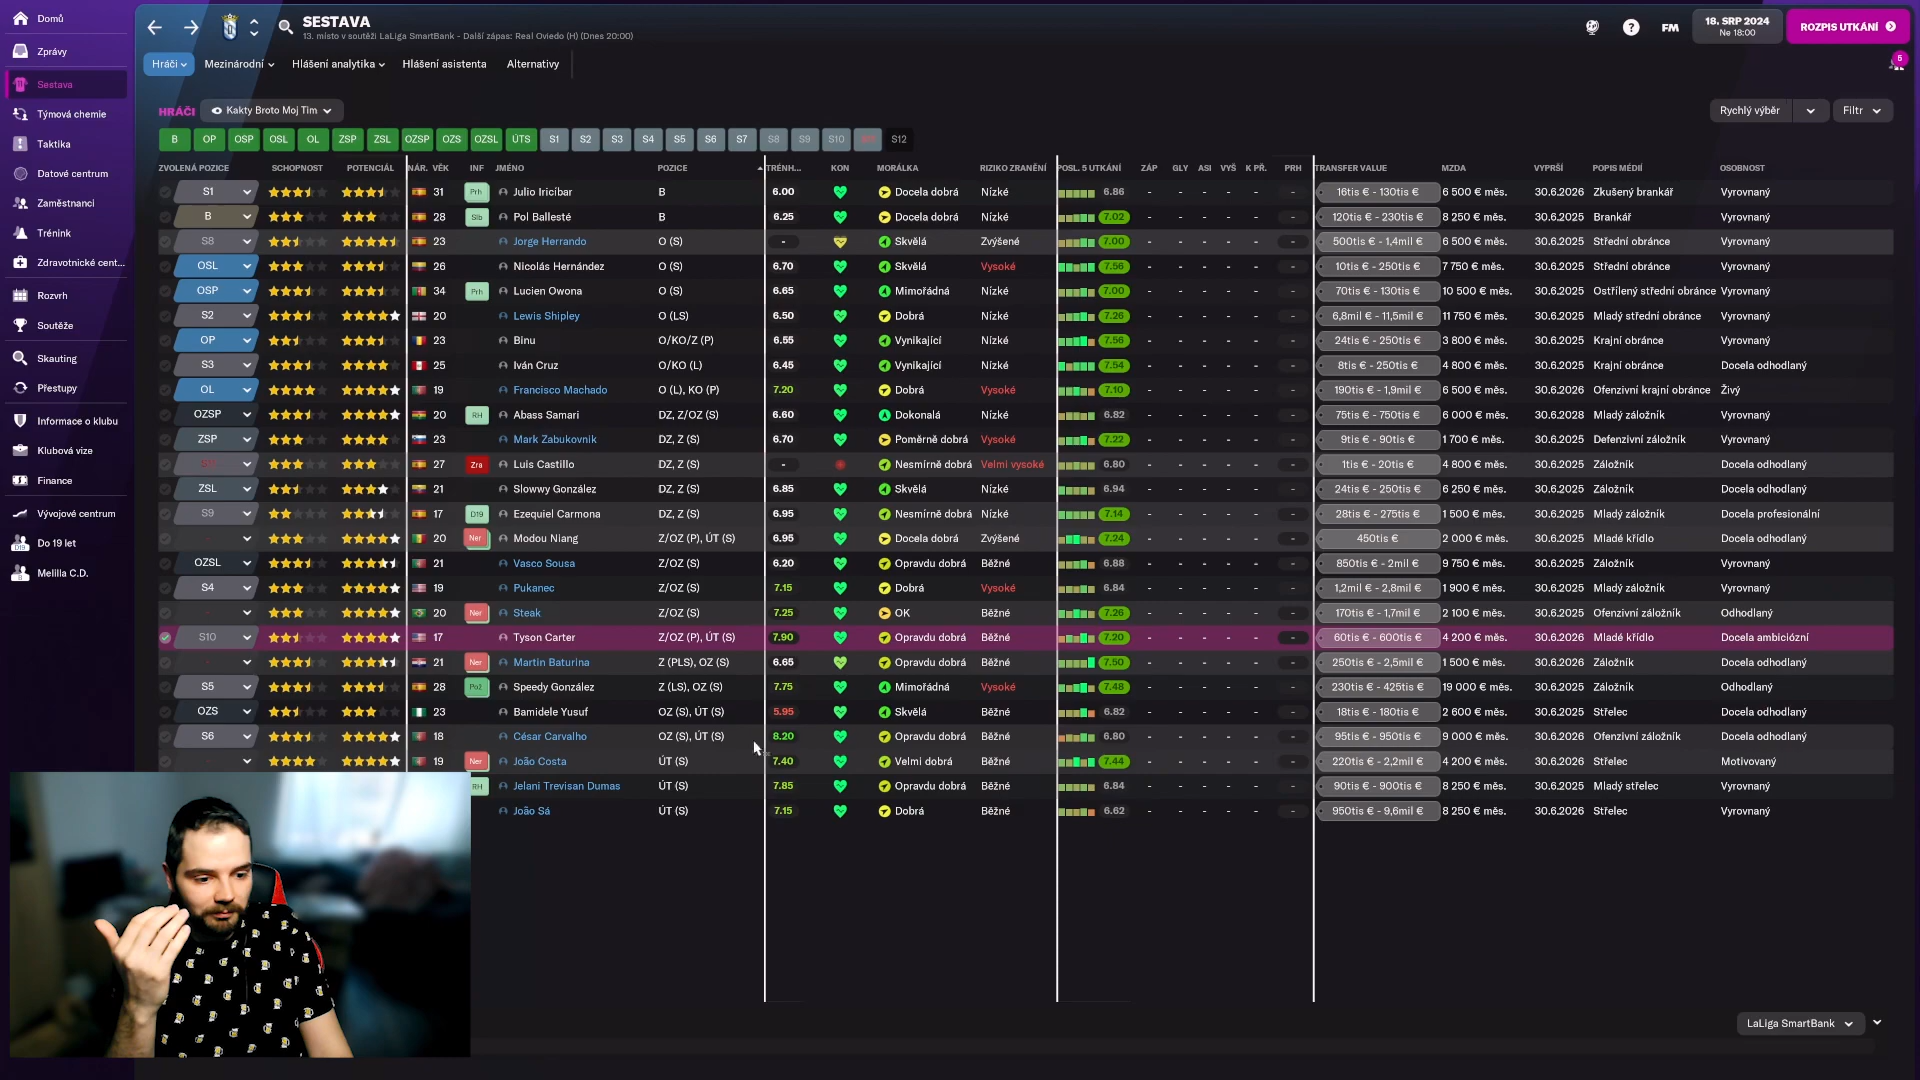 Domů
Zprávy
Sestava
Týmová chemie
Taktika
Datové centrum
Zaměstnanci
Trénink
Zdravotnické cent...
Rozvrh
Soutěže
Skauting
Přestupy
Informace o klubu
Klubová vize
Finance
Vývojové centrum
Do 19 let
Melilla C.D.
SESTAVA
13. místo v soutěži LaLiga SmartBank - Další zápas: Real Oviedo (H) (Dnes 20:00)
FM
18. SRP 2024
Ne 18:00
ROZPIS UTKÁNÍ
5
Hráči Mezinárodní Hlášení analytika Hlášení asistenta Alternativy
HRÁČI Kakty Broto Moj Tim Rychlý výběr Filtr
B OP OSP OSL OL ZSP ZSL OZSP OZS OZSL ÚTS S1 S2 S3 S4 S5 S6 S7 S8 S9 S10 S12
ZVOLENÁ POZICE SCHOPNOST POTENCIÁL NÁR. VĚK INF JMÉNO POZICE TRÉNH... KON MORÁLKA RIZIKO ZRANĚNÍ POSL. 5 UTKÁNÍ ZÁP GLY ASI VYŠ K PŘ. PRH TRANSFER VALUE MZDA VYPRŠÍ POPIS MÉDIÍ OSOBNOST
S1 31 Prh Julio Iricíbar B 6.00 Docela dobrá Nízké 6.86 - - - - - - 16tis € - 130tis € 6 500 € měs. 30.6.2026 Zkušený brankář Vyrovnaný
B 28 Slb Pol Ballesté B 6.25 Docela dobrá Nízké 7.02 - - - - - - 120tis € - 230tis € 8 250 € měs. 30.6.2026 Brankář Vyrovnaný
S8 23 Jorge Herrando O (S) - Skvělá Zvýšené 7.00 - - - - - - 500tis € - 1,4mil € 6 500 € měs. 30.6.2025 Střední obránce Vyrovnaný
OSL 26 Nicolás Hernández O (S) 6.70 Skvělá Vysoké 7.56 - - - - - - 10tis € - 250tis € 7 750 € měs. 30.6.2025 Střední obránce Vyrovnaný
OSP 34 Prh Lucien Owona O (S) 6.65 Mimořádná Nízké 7.00 - - - - - - 70tis € - 130tis € 10 500 € měs. 30.6.2025 Ostřílený střední obránce Vyrovnaný
S2 20 Lewis Shipley O (LS) 6.50 Dobrá Nízké 7.26 - - - - - - 6,8mil € - 11,5mil € 11 750 € měs. 30.6.2025 Mladý střední obránce Vyrovnaný
OP 23 Binu O/KO/Z (P) 6.55 Vynikající Nízké 7.56 - - - - - - 24tis € - 250tis € 3 800 € měs. 30.6.2025 Krajní obránce Vyrovnaný
S3 25 Iván Cruz O/KO (L) 6.45 Vynikající Nízké 7.54 - - - - - - 8tis € - 250tis € 4 800 € měs. 30.6.2025 Krajní obránce Docela odhodlaný
OL 19 Francisco Machado O (L), KO (P) 7.20 Dobrá Vysoké 7.10 - - - - - - 190tis € - 1,9mil € 6 500 € měs. 30.6.2026 Ofenzivní krajní obránce Živý
OZSP 20 RH Abass Samari DZ, Z/OZ (S) 6.60 Dokonalá Nízké 6.82 - - - - - - 75tis € - 750tis € 6 000 € měs. 30.6.2028 Mladý záložník Vyrovnaný
ZSP 23 Mark Zabukovnik DZ, Z (S) 6.70 Poměrně dobrá Vysoké 7.22 - - - - - - 9tis € - 90tis € 1 700 € měs. 30.6.2025 Defenzivní záložník Vyrovnaný
27 Zra Luis Castillo DZ, Z (S) - Nesmírně dobrá Velmi vysoké 6.80 - - - - - - 1tis € - 20tis € 4 800 € měs. 30.6.2025 Záložník Docela odhodlaný
ZSL 21 Slowwy González DZ, Z (S) 6.85 Skvělá Nízké 6.94 - - - - - - 24tis € - 250tis € 6 250 € měs. 30.6.2025 Záložník Docela odhodlaný
S9 17 D19 Ezequiel Carmona DZ, Z (S) 6.95 Nesmírně dobrá Nízké 7.14 - - - - - - 28tis € - 275tis € 1 500 € měs. 30.6.2025 Mladý záložník Docela profesionální
- 20 Ner Modou Niang Z/OZ (P), ÚT (S) 6.95 Docela dobrá Zvýšené 7.24 - - - - - - 450tis € 2 000 € měs. 30.6.2025 Mladé křídlo Docela odhodlaný
OZSL 21 Vasco Sousa Z/OZ (S) 6.20 Opravdu dobrá Běžné 6.88 - - - - - - 850tis € - 2mil € 9 750 € měs. 30.6.2025 Záložník Vyrovnaný
S4 19 Pukanec Z/OZ (S) 7.15 Dobrá Vysoké 6.84 - - - - - - 1,2mil € - 2,8mil € 1 900 € měs. 30.6.2025 Mladý záložník Vyrovnaný
- 20 Ner Steak Z/OZ (S) 7.25 OK Běžné 7.26 - - - - - - 170tis € - 1,7mil € 2 100 € měs. 30.6.2025 Ofenzivní záložník Odhodlaný
S10 17 Tyson Carter Z/OZ (P), ÚT (S) 7.90 Opravdu dobrá Běžné 7.20 - - - - - - 60tis € - 600tis € 4 200 € měs. 30.6.2026 Mladé křídlo Docela ambiciózní
- 21 Ner Martin Baturina Z (PLS), OZ (S) 6.65 Opravdu dobrá Běžné 7.50 - - - - - - 250tis € - 2,5mil € 1 500 € měs. 30.6.2025 Záložník Docela odhodlaný
S5 28 Pož Speedy González Z (LS), OZ (S) 7.75 Mimořádná Vysoké 7.48 - - - - - - 230tis € - 425tis € 19 000 € měs. 30.6.2025 Záložník Odhodlaný
OZS 23 Bamidele Yusuf OZ (S), ÚT (S) 5.95 Skvělá Běžné 6.82 - - - - - - 18tis € - 180tis € 2 600 € měs. 30.6.2025 Střelec Docela odhodlaný
S6 18 César Carvalho OZ (S), ÚT (S) 8.20 Opravdu dobrá Běžné 6.80 - - - - - - 95tis € - 950tis € 9 000 € měs. 30.6.2026 Ofenzivní záložník Docela odhodlaný
- 19 Ner João Costa ÚT (S) 7.40 Velmi dobrá Běžné 7.44 - - - - - - 220tis € - 2,2mil € 4 200 € měs. 30.6.2026 Střelec Motivovaný
RH Jelani Trevisan Dumas ÚT (S) 7.85 Opravdu dobrá Běžné 6.84 - - - - - - 90tis € - 900tis € 8 250 € měs. 30.6.2025 Mladý střelec Vyrovnaný
João Sá ÚT (S) 7.15 Dobrá Běžné 6.62 - - - - - - 950tis € - 9,6mil € 8 250 € měs. 30.6.2026 Střelec Vyrovnaný
LaLiga SmartBank